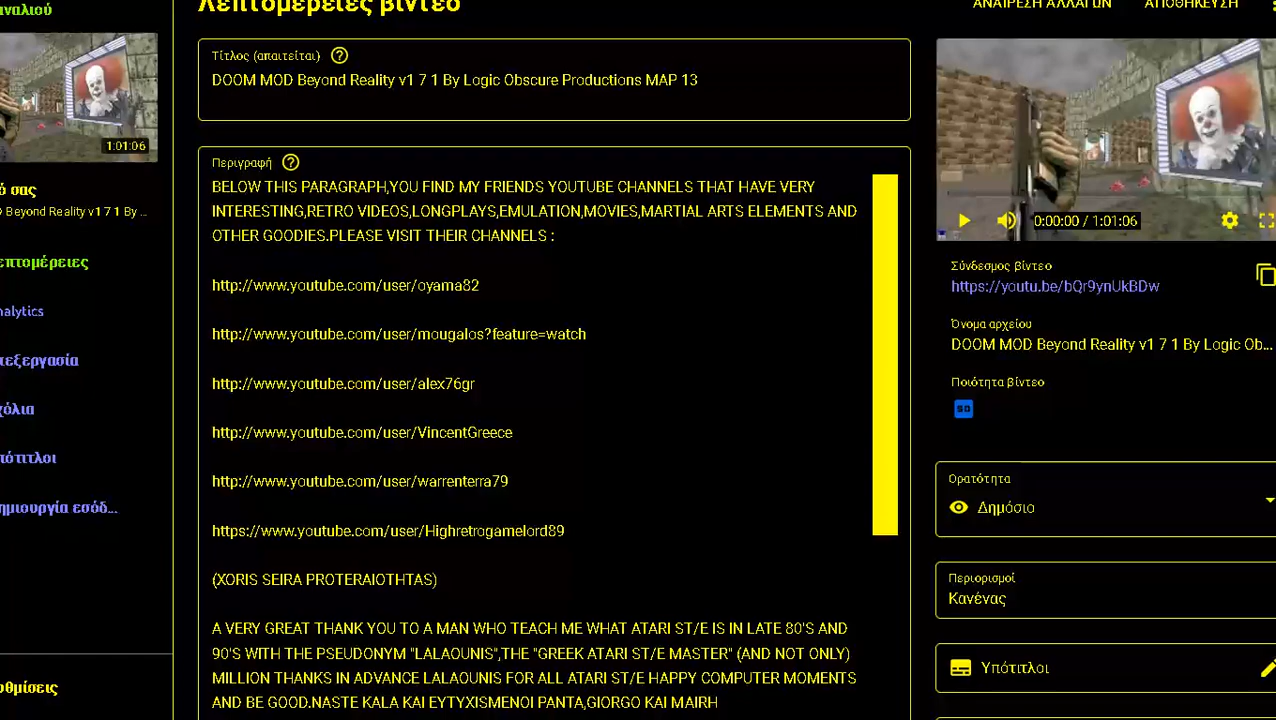 αναλιού
Λεπτομέρειες βίντεο
ΑΝΑΙΡΕΣΗ ΑΛΛΑΓΩΝ
ΑΠΟΘΗΚΕΥΣΗ
1:01:06
ό σας
D Beyond Reality v1 7 1 By ...
επτομέρειες
nalytics
τεξεργασία
χόλια
πότιτλοι
ημιουργία εσόδ...
υθμίσεις
Τίτλος (απαιτείται)
DOOM MOD Beyond Reality v1 7 1 By Logic Obscure Productions MAP 13
Περιγραφή
BELOW THIS PARAGRAPH,YOU FIND MY FRIENDS YOUTUBE CHANNELS THAT HAVE VERY
INTERESTING,RETRO VIDEOS,LONGPLAYS,EMULATION,MOVIES,MARTIAL ARTS ELEMENTS AND
OTHER GOODIES.PLEASE VISIT THEIR CHANNELS :
http://www.youtube.com/user/oyama82
http://www.youtube.com/user/mougalos?feature=watch
http://www.youtube.com/user/alex76gr
http://www.youtube.com/user/VincentGreece
http://www.youtube.com/user/warrenterra79
https://www.youtube.com/user/Highretrogamelord89
(XORIS SEIRA PROTERAIOTHTAS)
A VERY GREAT THANK YOU TO A MAN WHO TEACH ME WHAT ATARI ST/E IS IN LATE 80'S AND
90'S WITH THE PSEUDONYM "LALAOUNIS",THE "GREEK ATARI ST/E MASTER" (AND NOT ONLY)
MILLION THANKS IN ADVANCE LALAOUNIS FOR ALL ATARI ST/E HAPPY COMPUTER MOMENTS
AND BE GOOD.NASTE KALA KAI EYTYXISMENOI PANTA,GIORGO KAI MAIRH
0:00:00 / 1:01:06
Σύνδεσμος βίντεο
https://youtu.be/bQr9ynUkBDw
Όνομα αρχείου
DOOM MOD Beyond Reality v1 7 1 By Logic Ob...
Ποιότητα βίντεο
SD
Ορατότητα
Δημόσιο
Περιορισμοί
Κανένας
Υπότιτλοι